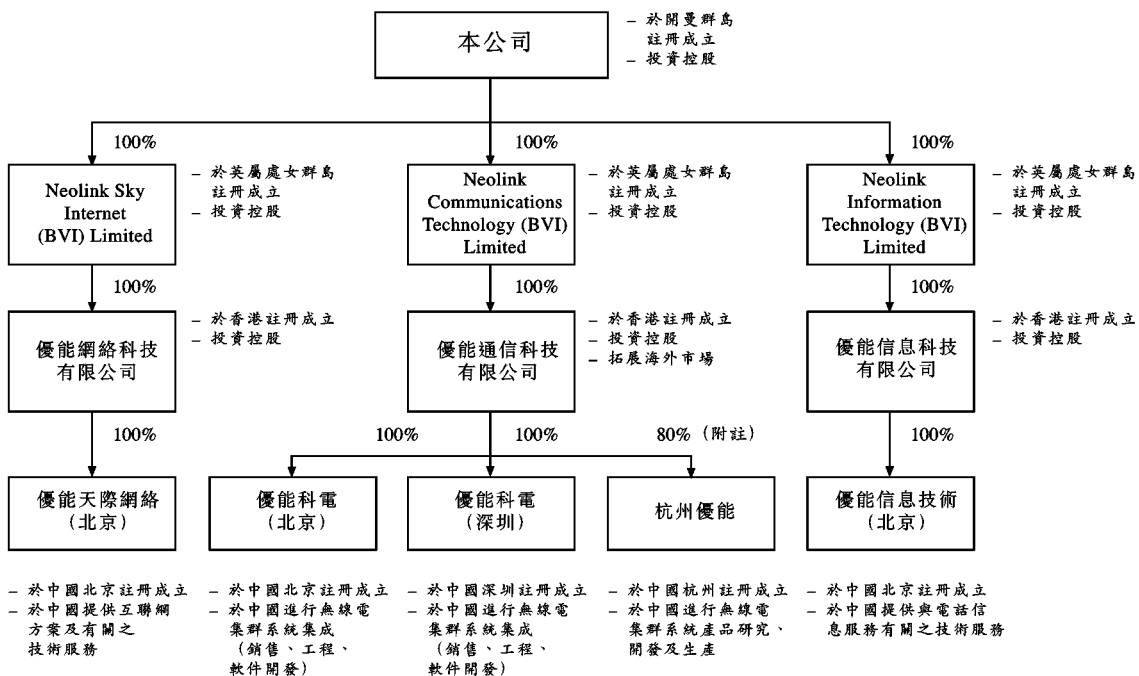 本公司
– 於開曼群島
註冊成立
– 投資控股
100%
100%
100%
Neolink Sky
Internet
(BVI) Limited
– 於英屬處女群島
註冊成立
– 投資控股
Neolink
Communications
Technology (BVI)
Limited
– 於英屬處女群島
註冊成立
– 投資控股
Neolink
Information
Technology (BVI)
Limited
– 於英屬處女群島
註冊成立
– 投資控股
100%
100%
100%
優能網絡科技
有限公司
– 於香港註冊成立
– 投資控股
優能通信科技
有限公司
– 於香港註冊成立
– 投資控股
– 拓展海外市場
優能信息科技
有限公司
– 於香港註冊成立
– 投資控股
100%
100%
100%
80%（附註）
100%
優能天際網絡
（北京）
優能科電
（北京）
優能科電
（深圳）
杭州優能
優能信息技術
（北京）
– 於中國北京註冊成立
– 於中國提供互聯網
方案及有關之
技術服務
– 於中國北京註冊成立
– 於中國進行無線電
集群系統集成
（銷售、工程、
軟件開發）
– 於中國深圳註冊成立
– 於中國進行無線電
集群系統集成
（銷售、工程、
軟件開發）
– 於中國杭州註冊成立
– 於中國進行無線電
集群系統產品研究、
開發及生產
– 於中國北京註冊成立
– 於中國提供與電話信
息服務有關之技術服務